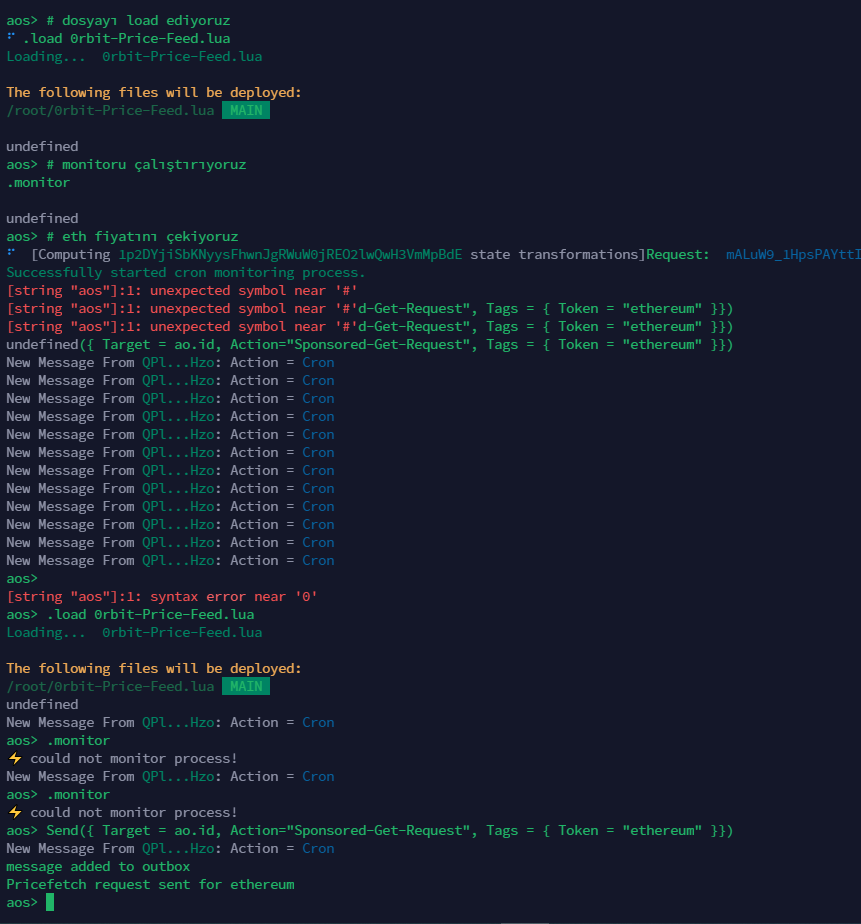 aos> # dosyayı load ediyoruz
.load 0rbit-Price-Feed.lua
Loading... 0rbit-Price-Feed.lua
The following files will be deployed:
/root/0rbit-Price-Feed.lua MAIN
undefined
aos> # monitoru çalıştırıyoruz
.monitor
undefined
aos> # eth fiyatını çekiyoruz
[Computing 1p2DYjiSbKNyysFhwnJgRWuW0jREO2lwQwH3VmMpBdE state transformations]Request: mALuW9_1HpsPAYttI
Successfully started cron monitoring process.
[string "aos"]:1: unexpected symbol near '#'
[string "aos"]:1: unexpected symbol near '#'d-Get-Request", Tags = { Token = "ethereum" }})
[string "aos"]:1: unexpected symbol near '#'d-Get-Request", Tags = { Token = "ethereum" }})
undefined({ Target = ao.id, Action="Sponsored-Get-Request", Tags = { Token = "ethereum" }})
New Message From QPl...Hzo: Action = Cron
New Message From QPl...Hzo: Action = Cron
New Message From QPl...Hzo: Action = Cron
New Message From QPl...Hzo: Action = Cron
New Message From QPl...Hzo: Action = Cron
New Message From QPl...Hzo: Action = Cron
New Message From QPl...Hzo: Action = Cron
New Message From QPl...Hzo: Action = Cron
New Message From QPl...Hzo: Action = Cron
New Message From QPl...Hzo: Action = Cron
New Message From QPl...Hzo: Action = Cron
New Message From QPl...Hzo: Action = Cron
aos>
[string "aos"]:1: syntax error near '0'
aos> .load 0rbit-Price-Feed.lua
Loading... 0rbit-Price-Feed.lua
The following files will be deployed:
/root/0rbit-Price-Feed.lua MAIN
undefined
New Message From QPl...Hzo: Action = Cron
aos> .monitor
⚡ could not monitor process!
New Message From QPl...Hzo: Action = Cron
aos> .monitor
⚡ could not monitor process!
aos> Send({ Target = ao.id, Action="Sponsored-Get-Request", Tags = { Token = "ethereum" }})
New Message From QPl...Hzo: Action = Cron
message added to outbox
Pricefetch request sent for ethereum
aos>